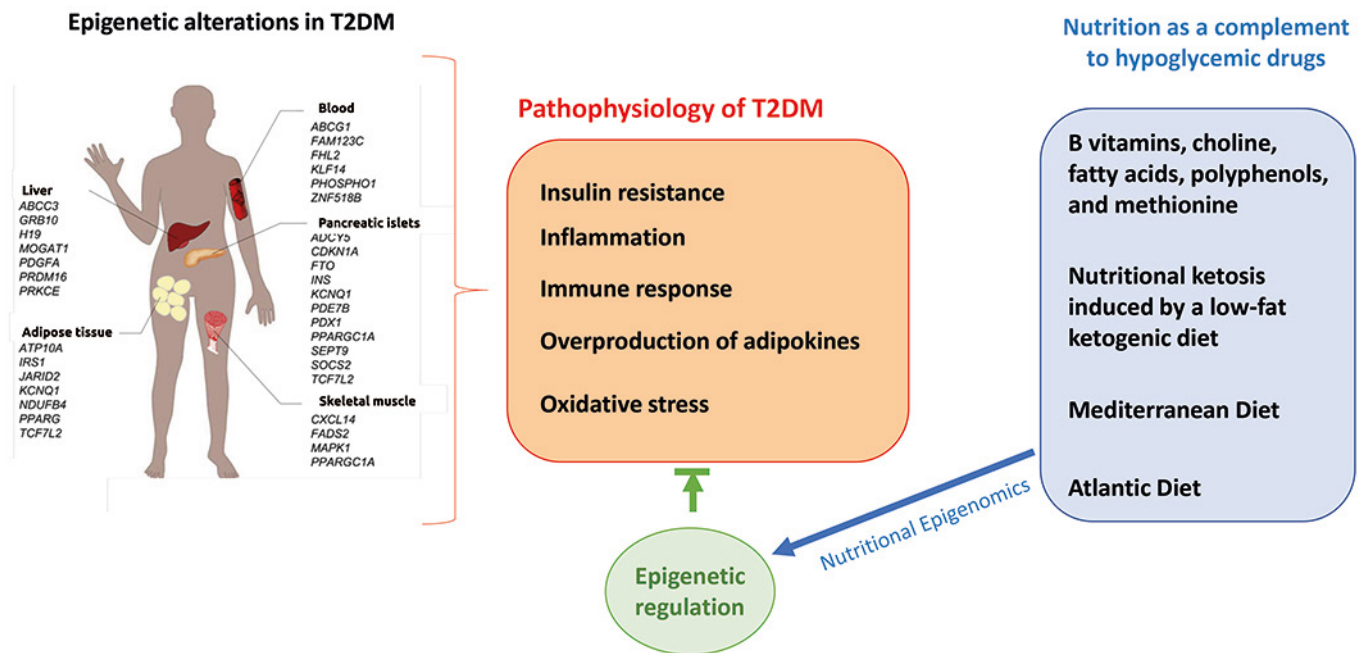 Epigenetic alterations in T2DM
Blood
ABCG1
FAM123C
FHL2
KLF14
PHOSPHO1
ZNF518B
Liver
ABCC3
GRB10
H19
MOGAT1
PDGFA
PRDM16
PRKCE
Pancreatic islets
ADCY5
CDKN1A
FTO
INS
KCNQ1
PDE7B
PDX1
PPARGC1A
SEPT9
SOCS2
TCF7L2
Adipose tissue
ATP10A
IRS1
JARID2
KCNQ1
NDUFB4
PPARG
TCF7L2
Skeletal muscle
CXCL14
FADS2
MAPK1
PPARGC1A
Pathophysiology of T2DM
Insulin resistance
Inflammation
Immune response
Overproduction of adipokines
Oxidative stress
Epigenetic
regulation
Nutritional Epigenomics
Nutrition as a complement
to hypoglycemic drugs
B vitamins, choline,
fatty acids, polyphenols,
and methionine
Nutritional ketosis
induced by a low-fat
ketogenic diet
Mediterranean Diet
Atlantic Diet